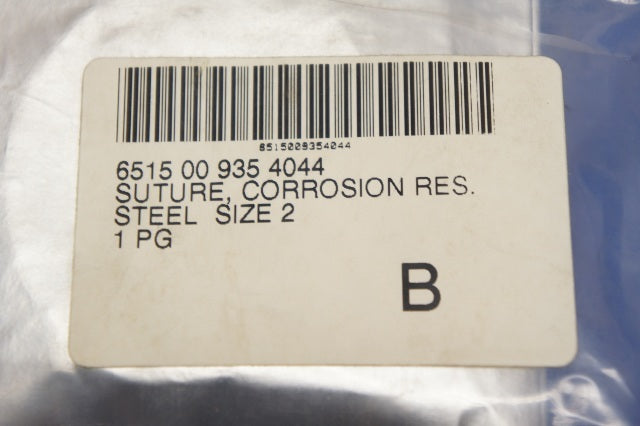 6515009354044
6515 00 935 4044
SUTURE, CORROSION RES.
STEEL SIZE 2
1 PG
B